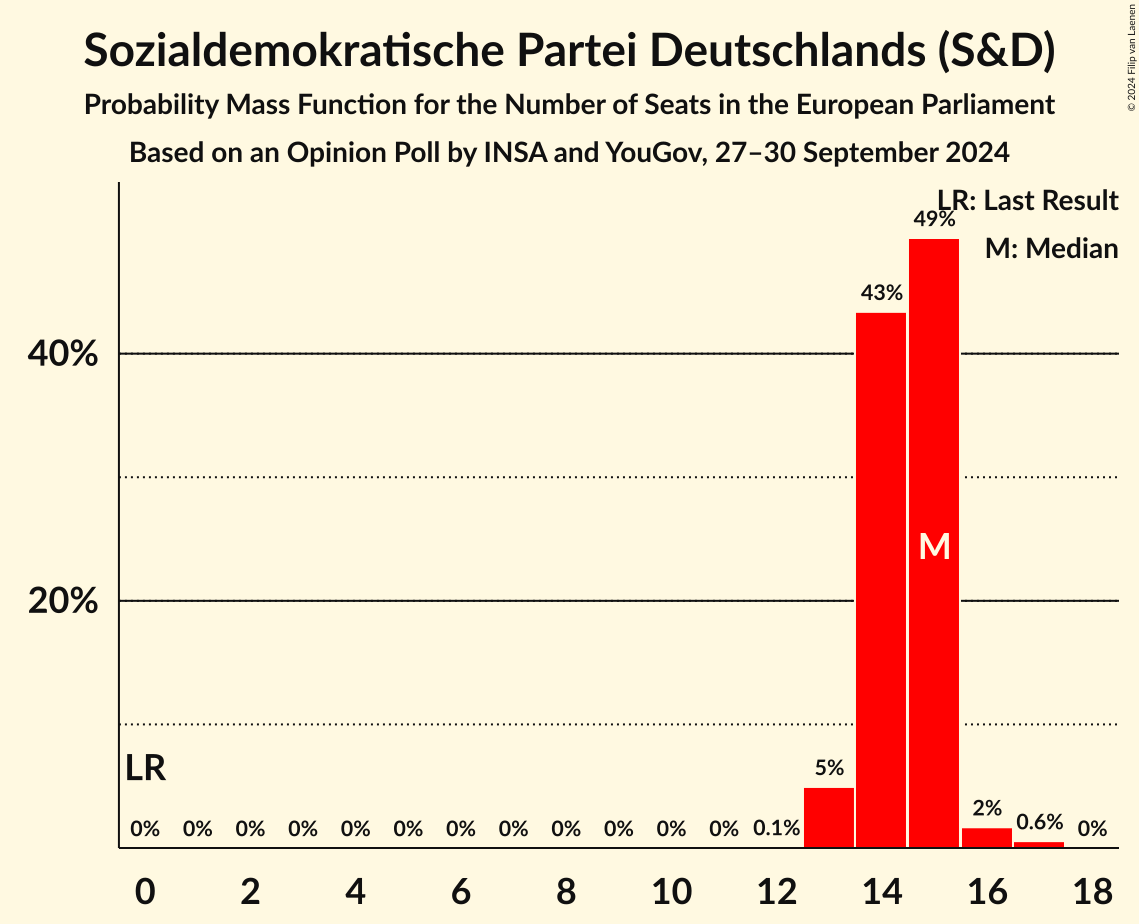 Sozialdemokratische Partei Deutschlands (S&D)
Probability Mass Function for the Number of Seats in the European Parliament
Based on an Opinion Poll by INSA and YouGov, 27–30 September 2024
© 2024 Filip van Laenen
LR: Last Result
M: Median
49%
43%
40%
M
20%
LR
5%
0% 0% 0% 0% 0% 0% 0% 0% 0% 0% 0% 0% 0.1% 2% 0.6% 0%
0 2 4 6 8 10 12 14 16 18